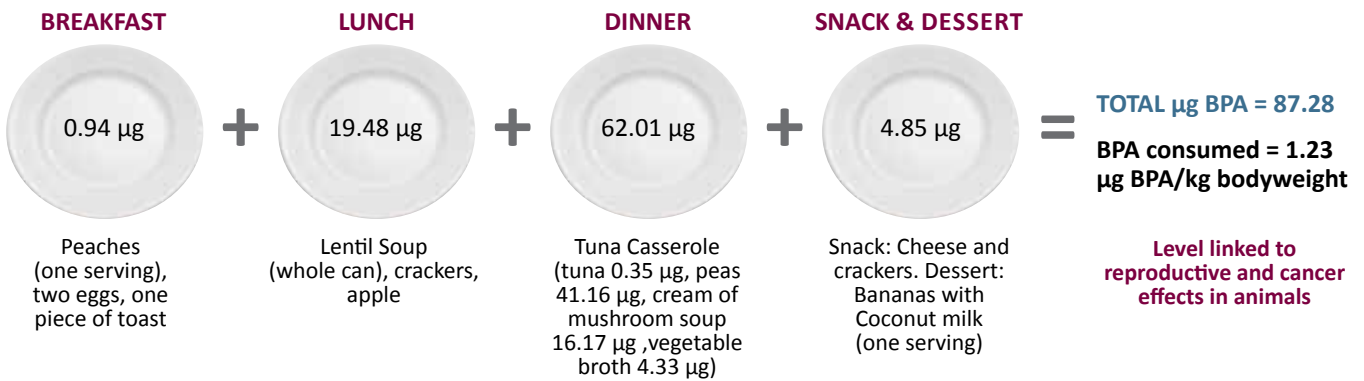 BREAKFAST
0.94 µg
Peaches
(one serving),
two eggs, one
piece of toast
+
LUNCH
19.48 µg
Lentil Soup
(whole can), crackers,
apple
+
DINNER
62.01 µg
Tuna Casserole
(tuna 0.35 µg, peas
41.16 µg, cream of
mushroom soup
16.17 µg ,vegetable
broth 4.33 µg)
+
SNACK & DESSERT
4.85 µg
Snack: Cheese and
crackers. Dessert:
Bananas with
Coconut milk
(one serving)
=
TOTAL µg BPA = 87.28
BPA consumed = 1.23
µg BPA/kg bodyweight
Level linked to
reproductive and cancer
effects in animals